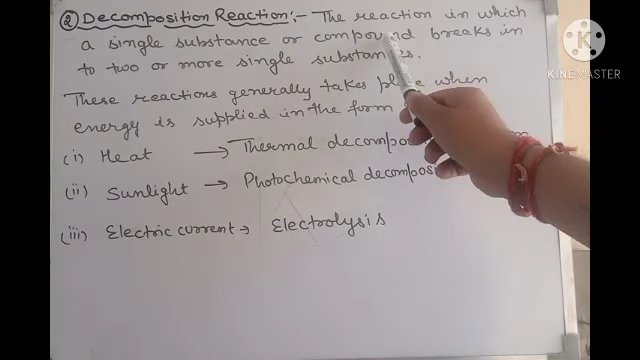 ② Decomposition Reaction:- The reaction in which
a single substance or compound breaks in
to two or more single substances.
These reactions generally takes place when
energy is supplied in the form
(i) Heat → Thermal
(ii) Sunlight → Photochemical
(iii) Electric current → Electrolysis
KINEMASTER